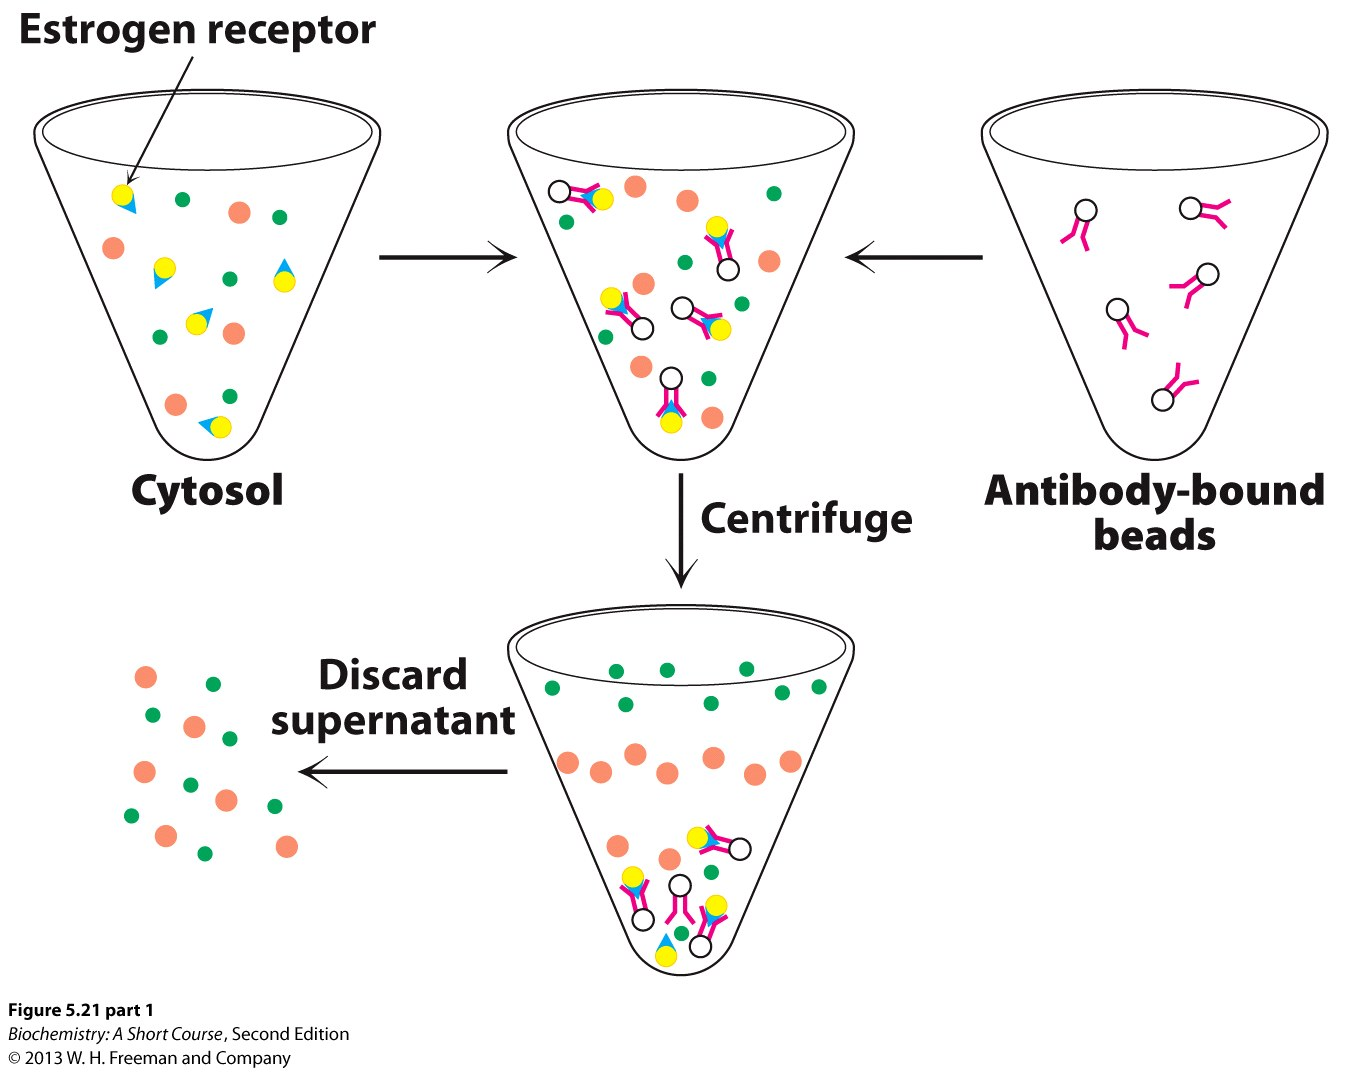 Estrogen receptor
Cytosol
Antibody-bound
beads
Centrifuge
Discard
supernatant
Figure 5.21 part 1
Biochemistry: A Short Course, Second Edition
© 2013 W. H. Freeman and Company